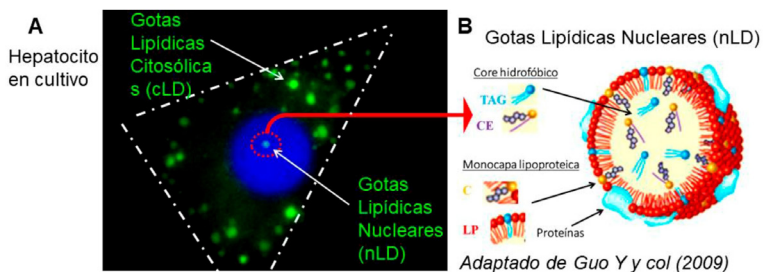 A
Hepatocito
en cultivo
Gotas
Lipídicas
Citosólica
s (cLD)
Gotas
Lipídicas
Nucleares
(nLD)
B
Gotas Lipídicas Nucleares (nLD)
Core hidrofóbico
TAG
CE
Monocapa lipoproteica
C
LP
Proteínas
Adaptado de Guo Y y col (2009)